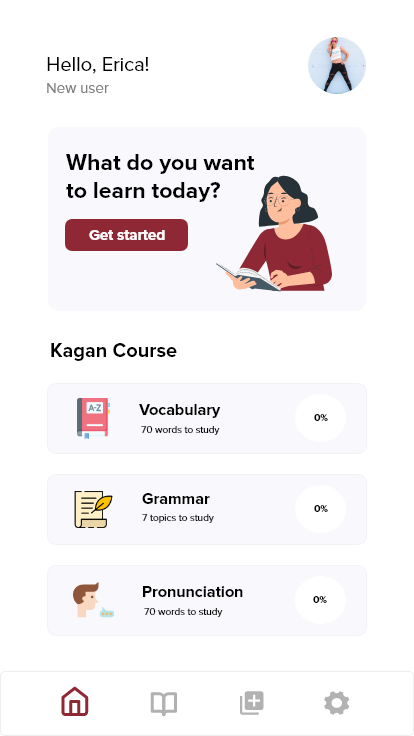 Hello, Erica!
New user
What do you want
to learn today?
Get started
Kagan Course
A-Z
Vocabulary
70 words to study
0%
Grammar
7 topics to study
0%
Pronunciation
70 words to study
0%